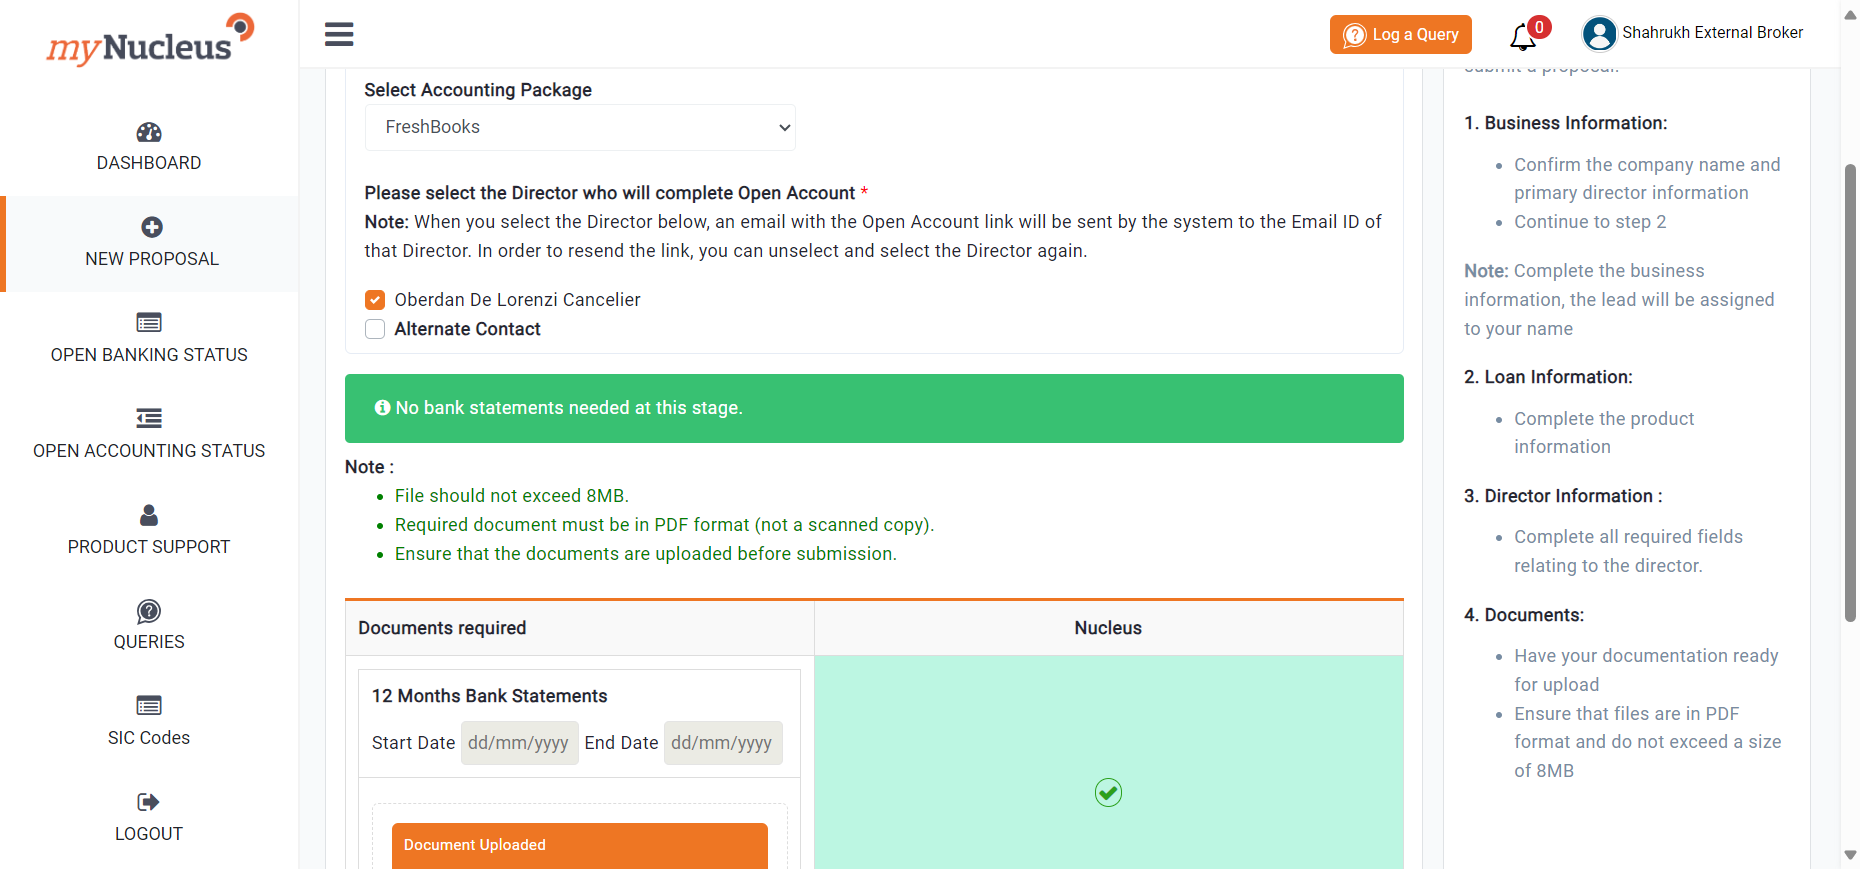 myNucleus
DASHBOARD
NEW PROPOSAL
OPEN BANKING STATUS
OPEN ACCOUNTING STATUS
PRODUCT SUPPORT
QUERIES
SIC Codes
LOGOUT
Log a Query
0
Shahrukh External Broker
Select Accounting Package
FreshBooks
Please select the Director who will complete Open Account *
Note: When you select the Director below, an email with the Open Account link will be sent by the system to the Email ID of
that Director. In order to resend the link, you can unselect and select the Director again.
Oberdan De Lorenzi Cancelier
Alternate Contact
No bank statements needed at this stage.
Note :
File should not exceed 8MB.
Required document must be in PDF format (not a scanned copy).
Ensure that the documents are uploaded before submission.
Documents required
Nucleus
12 Months Bank Statements
Start Date dd/mm/yyyy End Date dd/mm/yyyy
Document Uploaded
submit a proposal.
1. Business Information:
Confirm the company name and
primary director information
Continue to step 2
Note: Complete the business
information, the lead will be assigned
to your name
2. Loan Information:
Complete the product
information
3. Director Information :
Complete all required fields
relating to the director.
4. Documents:
Have your documentation ready
for upload
Ensure that files are in PDF
format and do not exceed a size
of 8MB